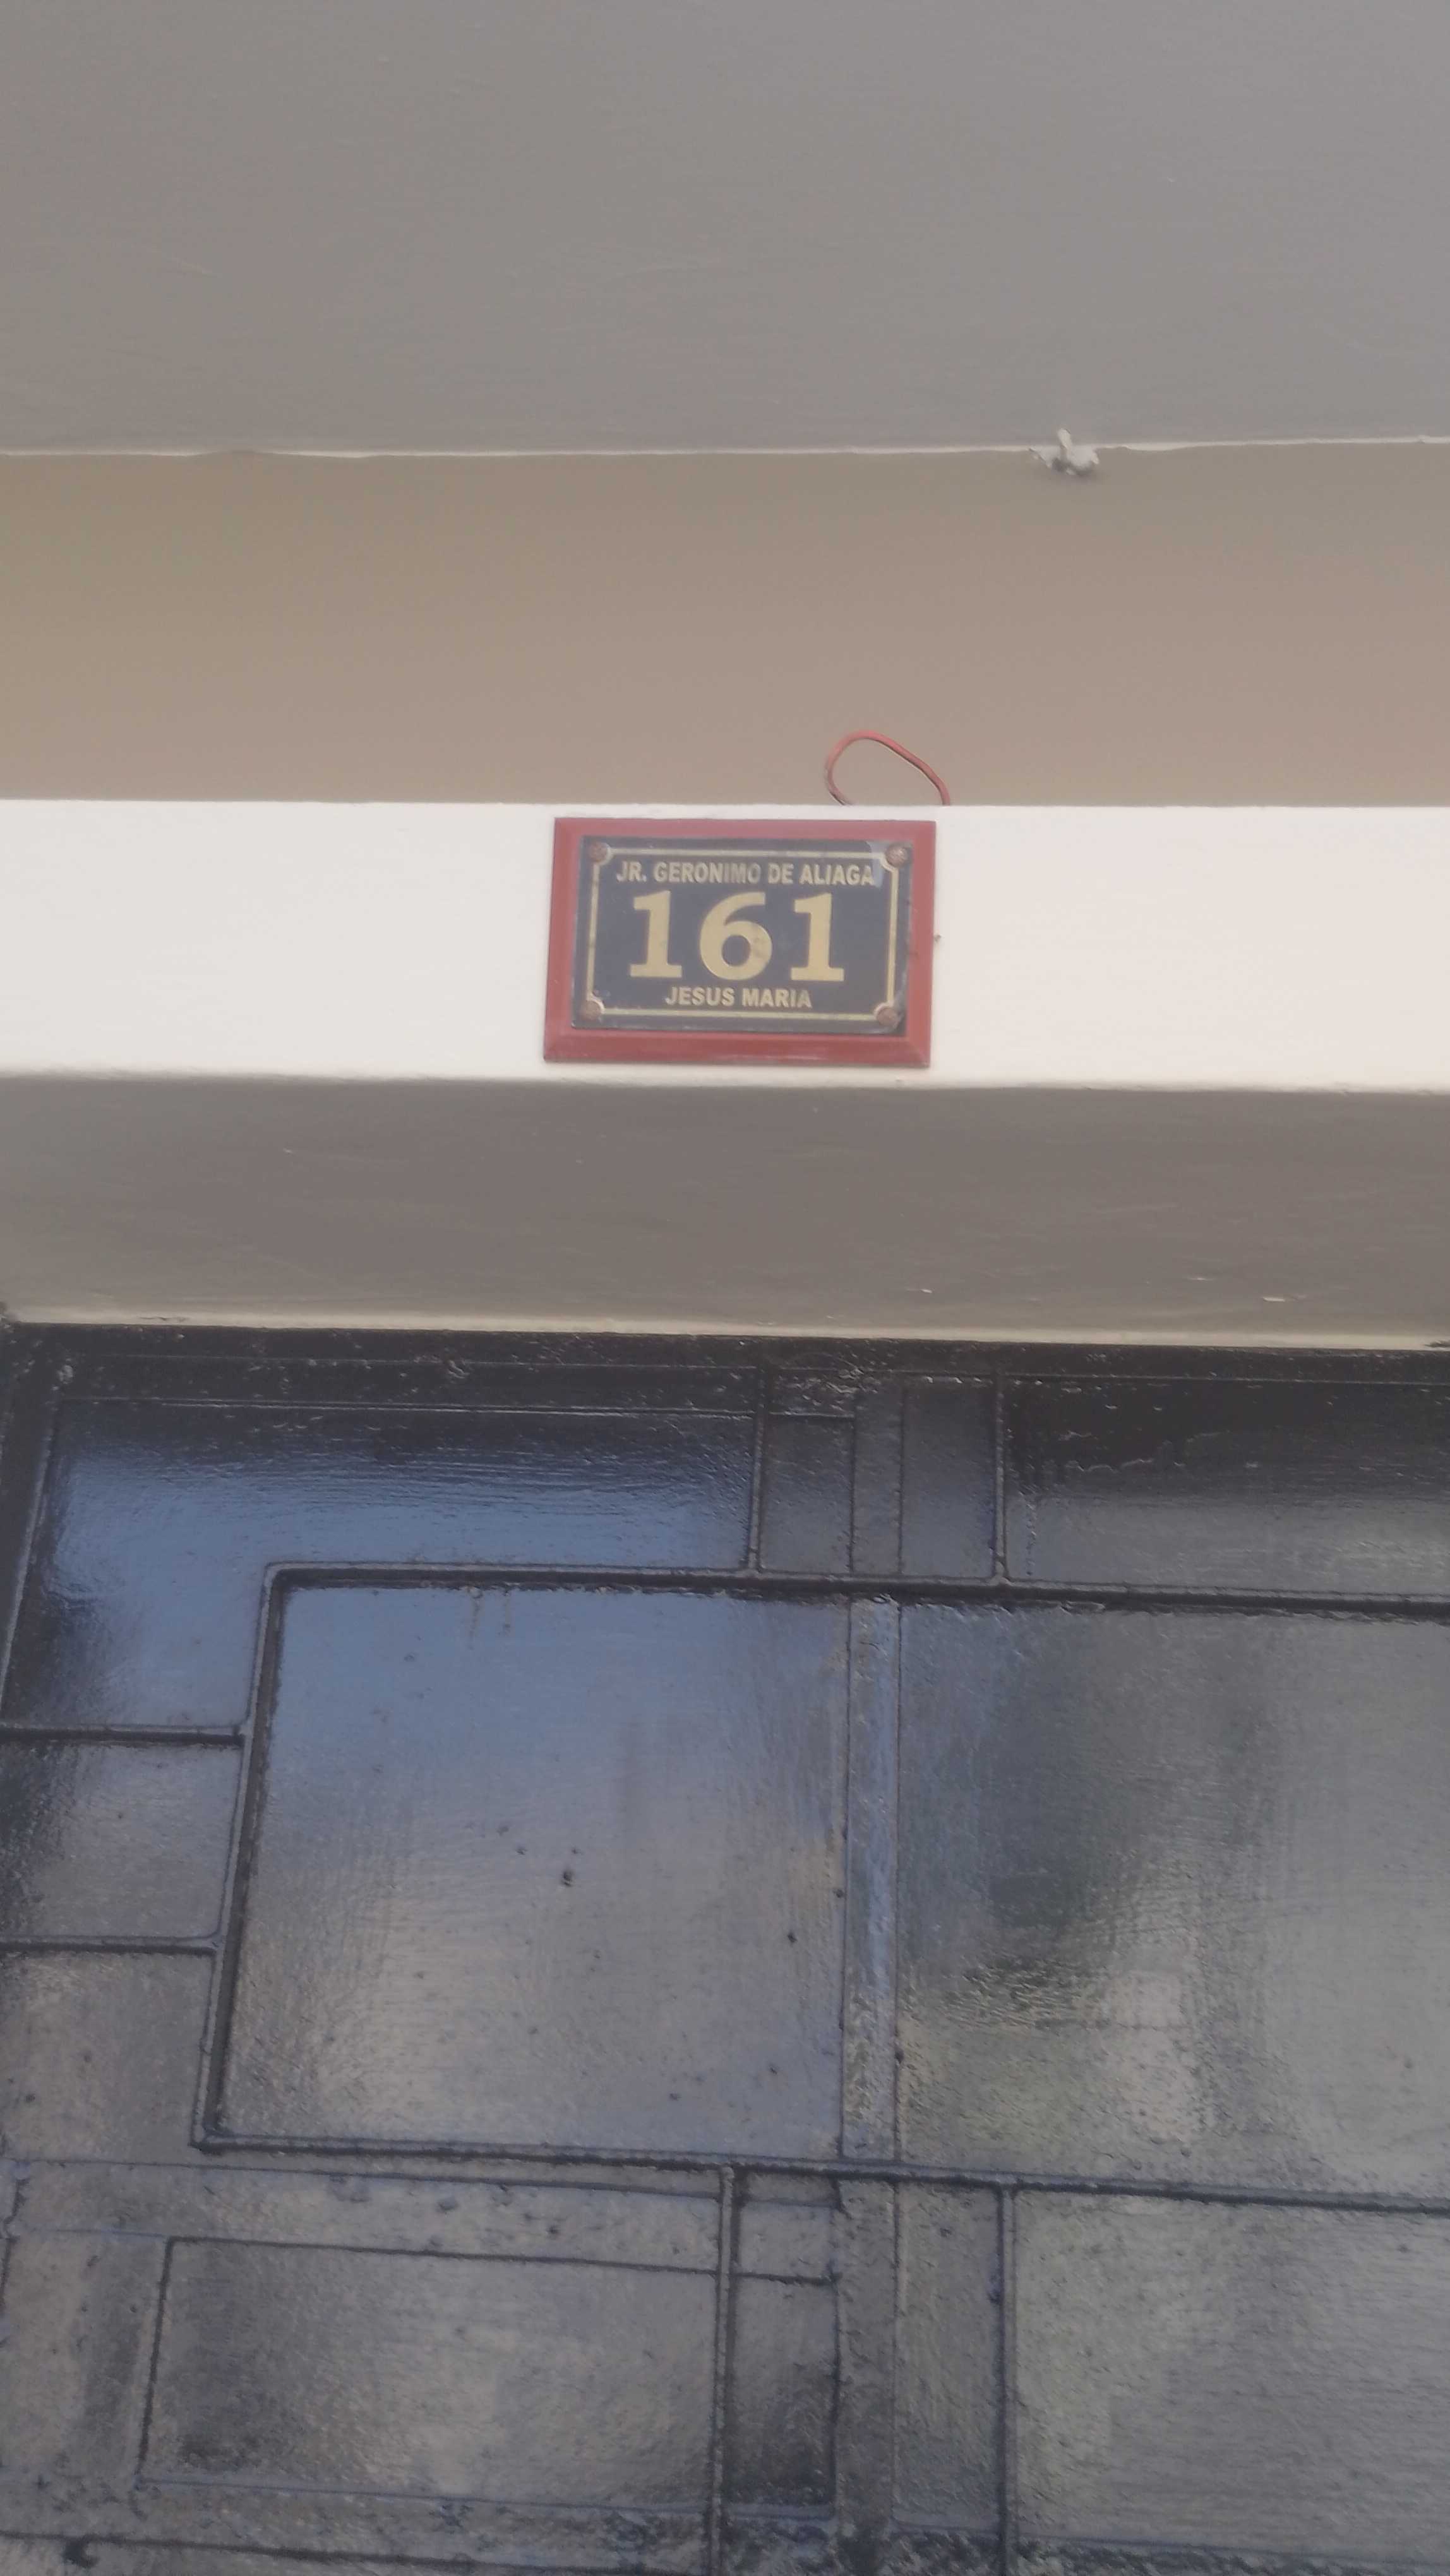 JR. GERONIMO DE ALIAGA
161
JESUS MARIA